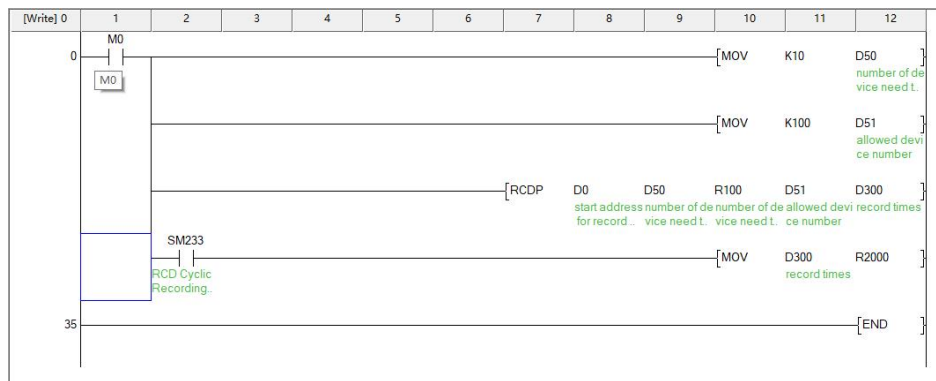 [Write] 0 1 2 3 4 5 6 7 8 9 10 11 12
M0
0 [MOV K10 D50 ]
M0
number of de
vice need t..
[MOV K100 D51 ]
allowed devi
ce number
[RCDP D0 D50 R100 D51 D300 ]
start address number of de number of de allowed devi record times
for record .. vice need t.. vice need t.. ce number
SM233
[MOV D300 R2000 ]
RCD Cyclic record times
Recording..
35 [END ]